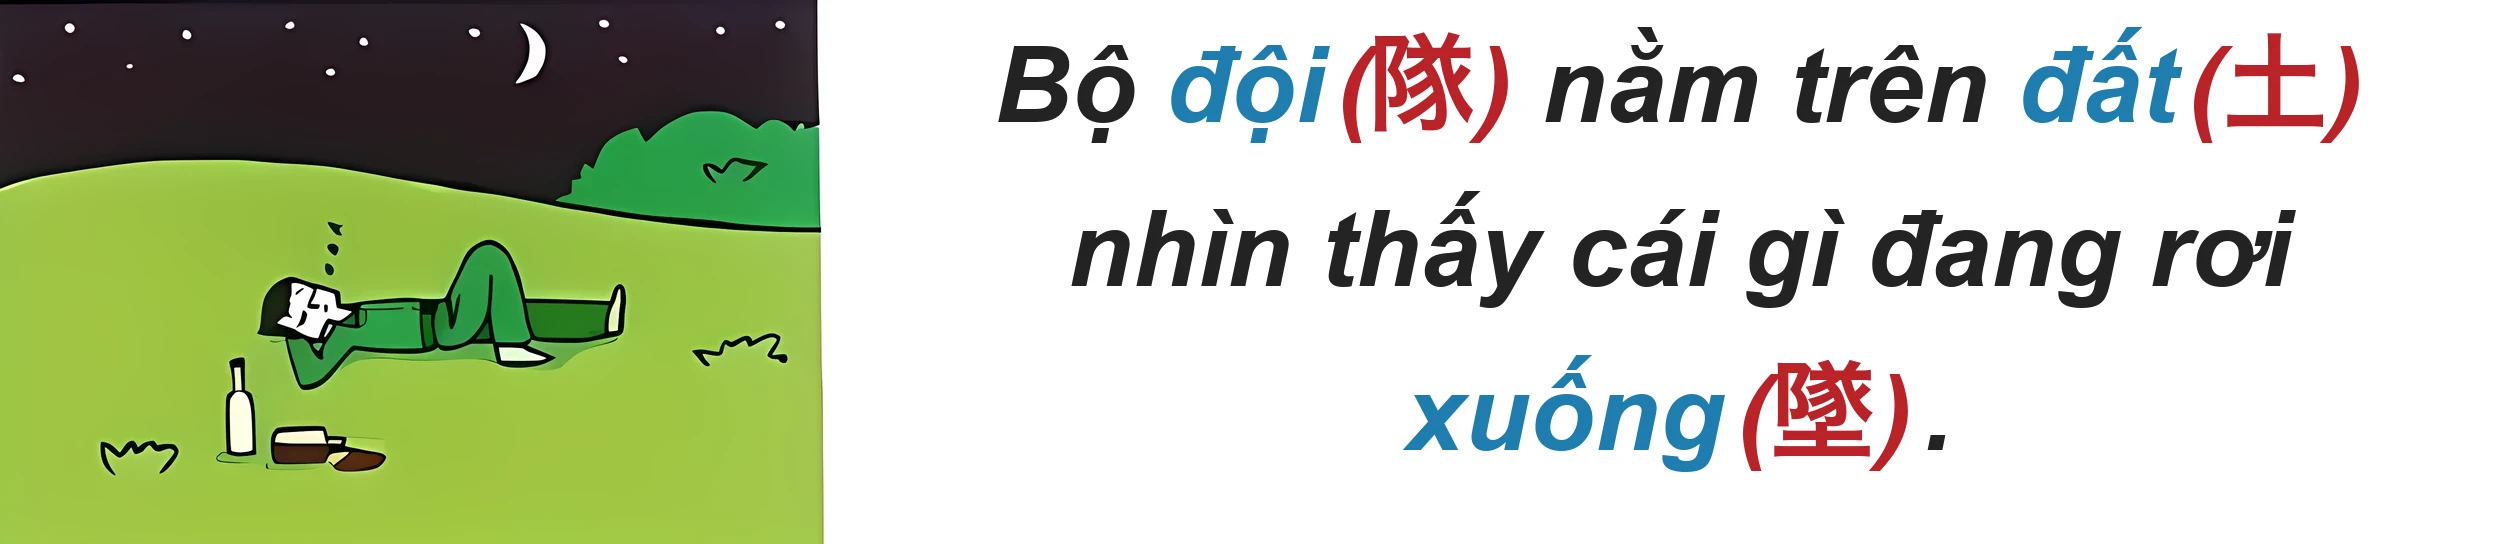 Bộ đội(隊) nằm trên đất(土)
nhìn thấy cái gì đang rơi
xuống(墜).